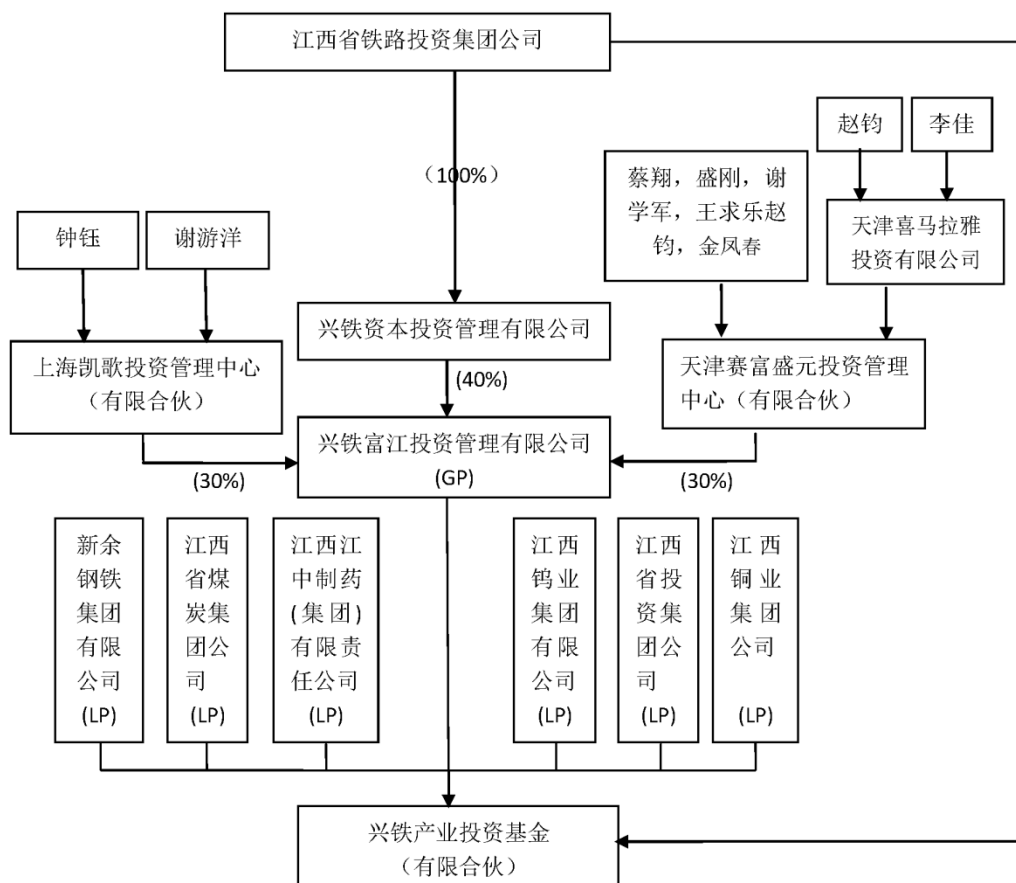 江西省铁路投资集团公司
赵钧
李佳
（100%）
蔡翔，盛刚，谢
学军，王求乐赵
钧，金凤春
天津喜马拉雅
投资有限公司
钟钰
谢游洋
兴铁资本投资管理有限公司
上海凯歌投资管理中心
（有限合伙）
(40%)
天津赛富盛元投资管理
中心（有限合伙）
兴铁富江投资管理有限公司
(GP)
(30%)
(30%)
新余
钢铁
集团
有限
公司
(LP)
江西
省煤
炭集
团公
司
(LP)
江西江
中制药
(集团)
有限责
任公司
(LP)
江西
钨业
集团
有限
公司
(LP)
江西
省投
资集
团公
司
(LP)
江西
铜业
集团
公司
(LP)
兴铁产业投资基金
（有限合伙）